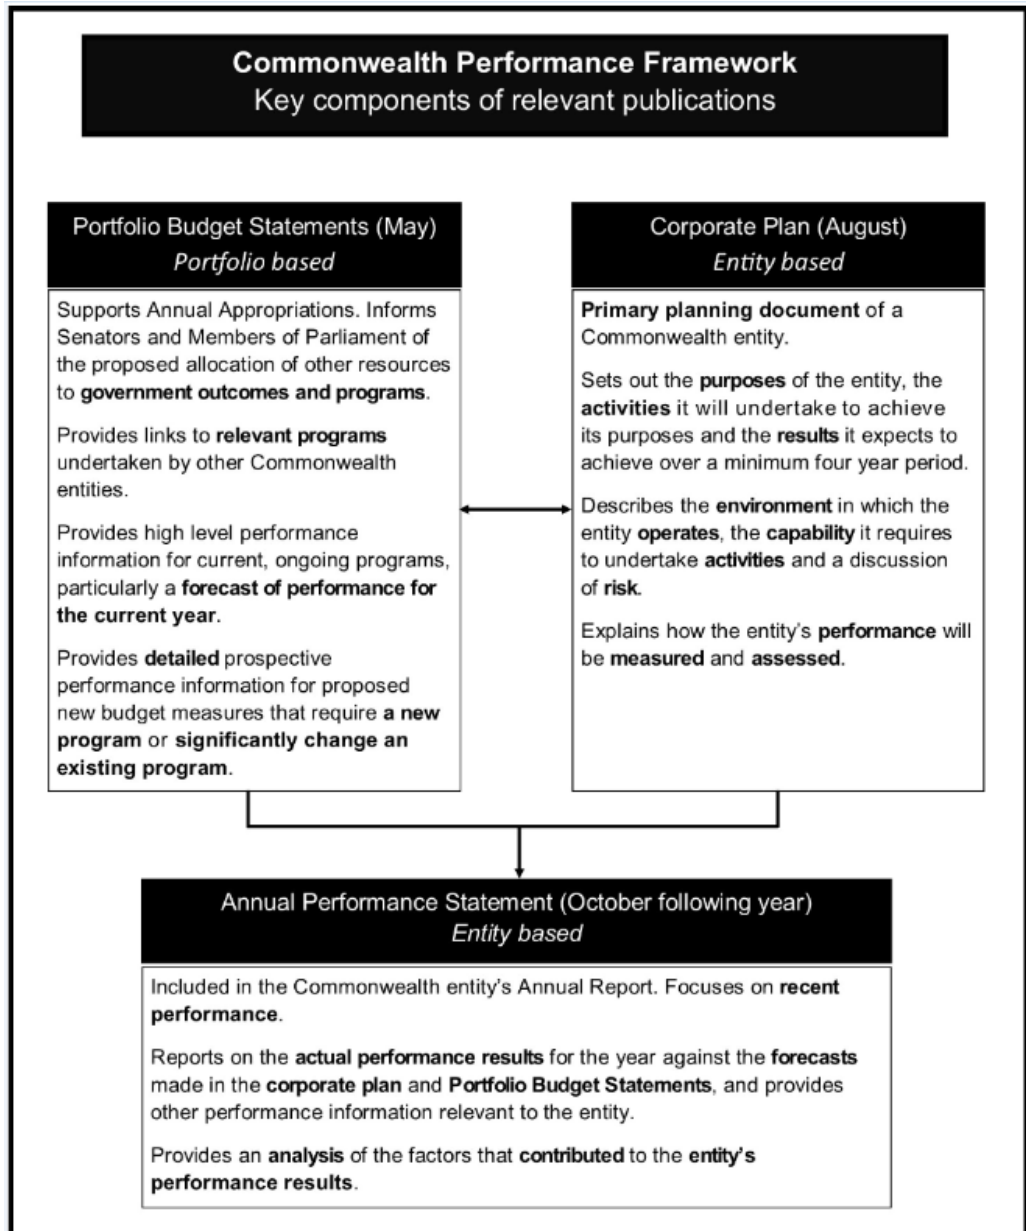 Commonwealth Performance Framework
Key components of relevant publications
Portfolio Budget Statements (May)
Portfolio based
Supports Annual Appropriations. Informs
Senators and Members of Parliament of
the proposed allocation of other resources
to government outcomes and programs.
Provides links to relevant programs
undertaken by other Commonwealth
entities.
Provides high level performance
information for current, ongoing programs,
particularly a forecast of performance for
the current year.
Provides detailed prospective
performance information for proposed
new budget measures that require a new
program or significantly change an
existing program.
Corporate Plan (August)
Entity based
Primary planning document of a
Commonwealth entity.
Sets out the purposes of the entity, the
activities it will undertake to achieve
its purposes and the results it expects to
achieve over a minimum four year period.
Describes the environment in which the
entity operates, the capability it requires
to undertake activities and a discussion
of risk.
Explains how the entity's performance will
be measured and assessed.
Annual Performance Statement (October following year)
Entity based
Included in the Commonwealth entity's Annual Report. Focuses on recent
performance.
Reports on the actual performance results for the year against the forecasts
made in the corporate plan and Portfolio Budget Statements, and provides
other performance information relevant to the entity.
Provides an analysis of the factors that contributed to the entity's
performance results.